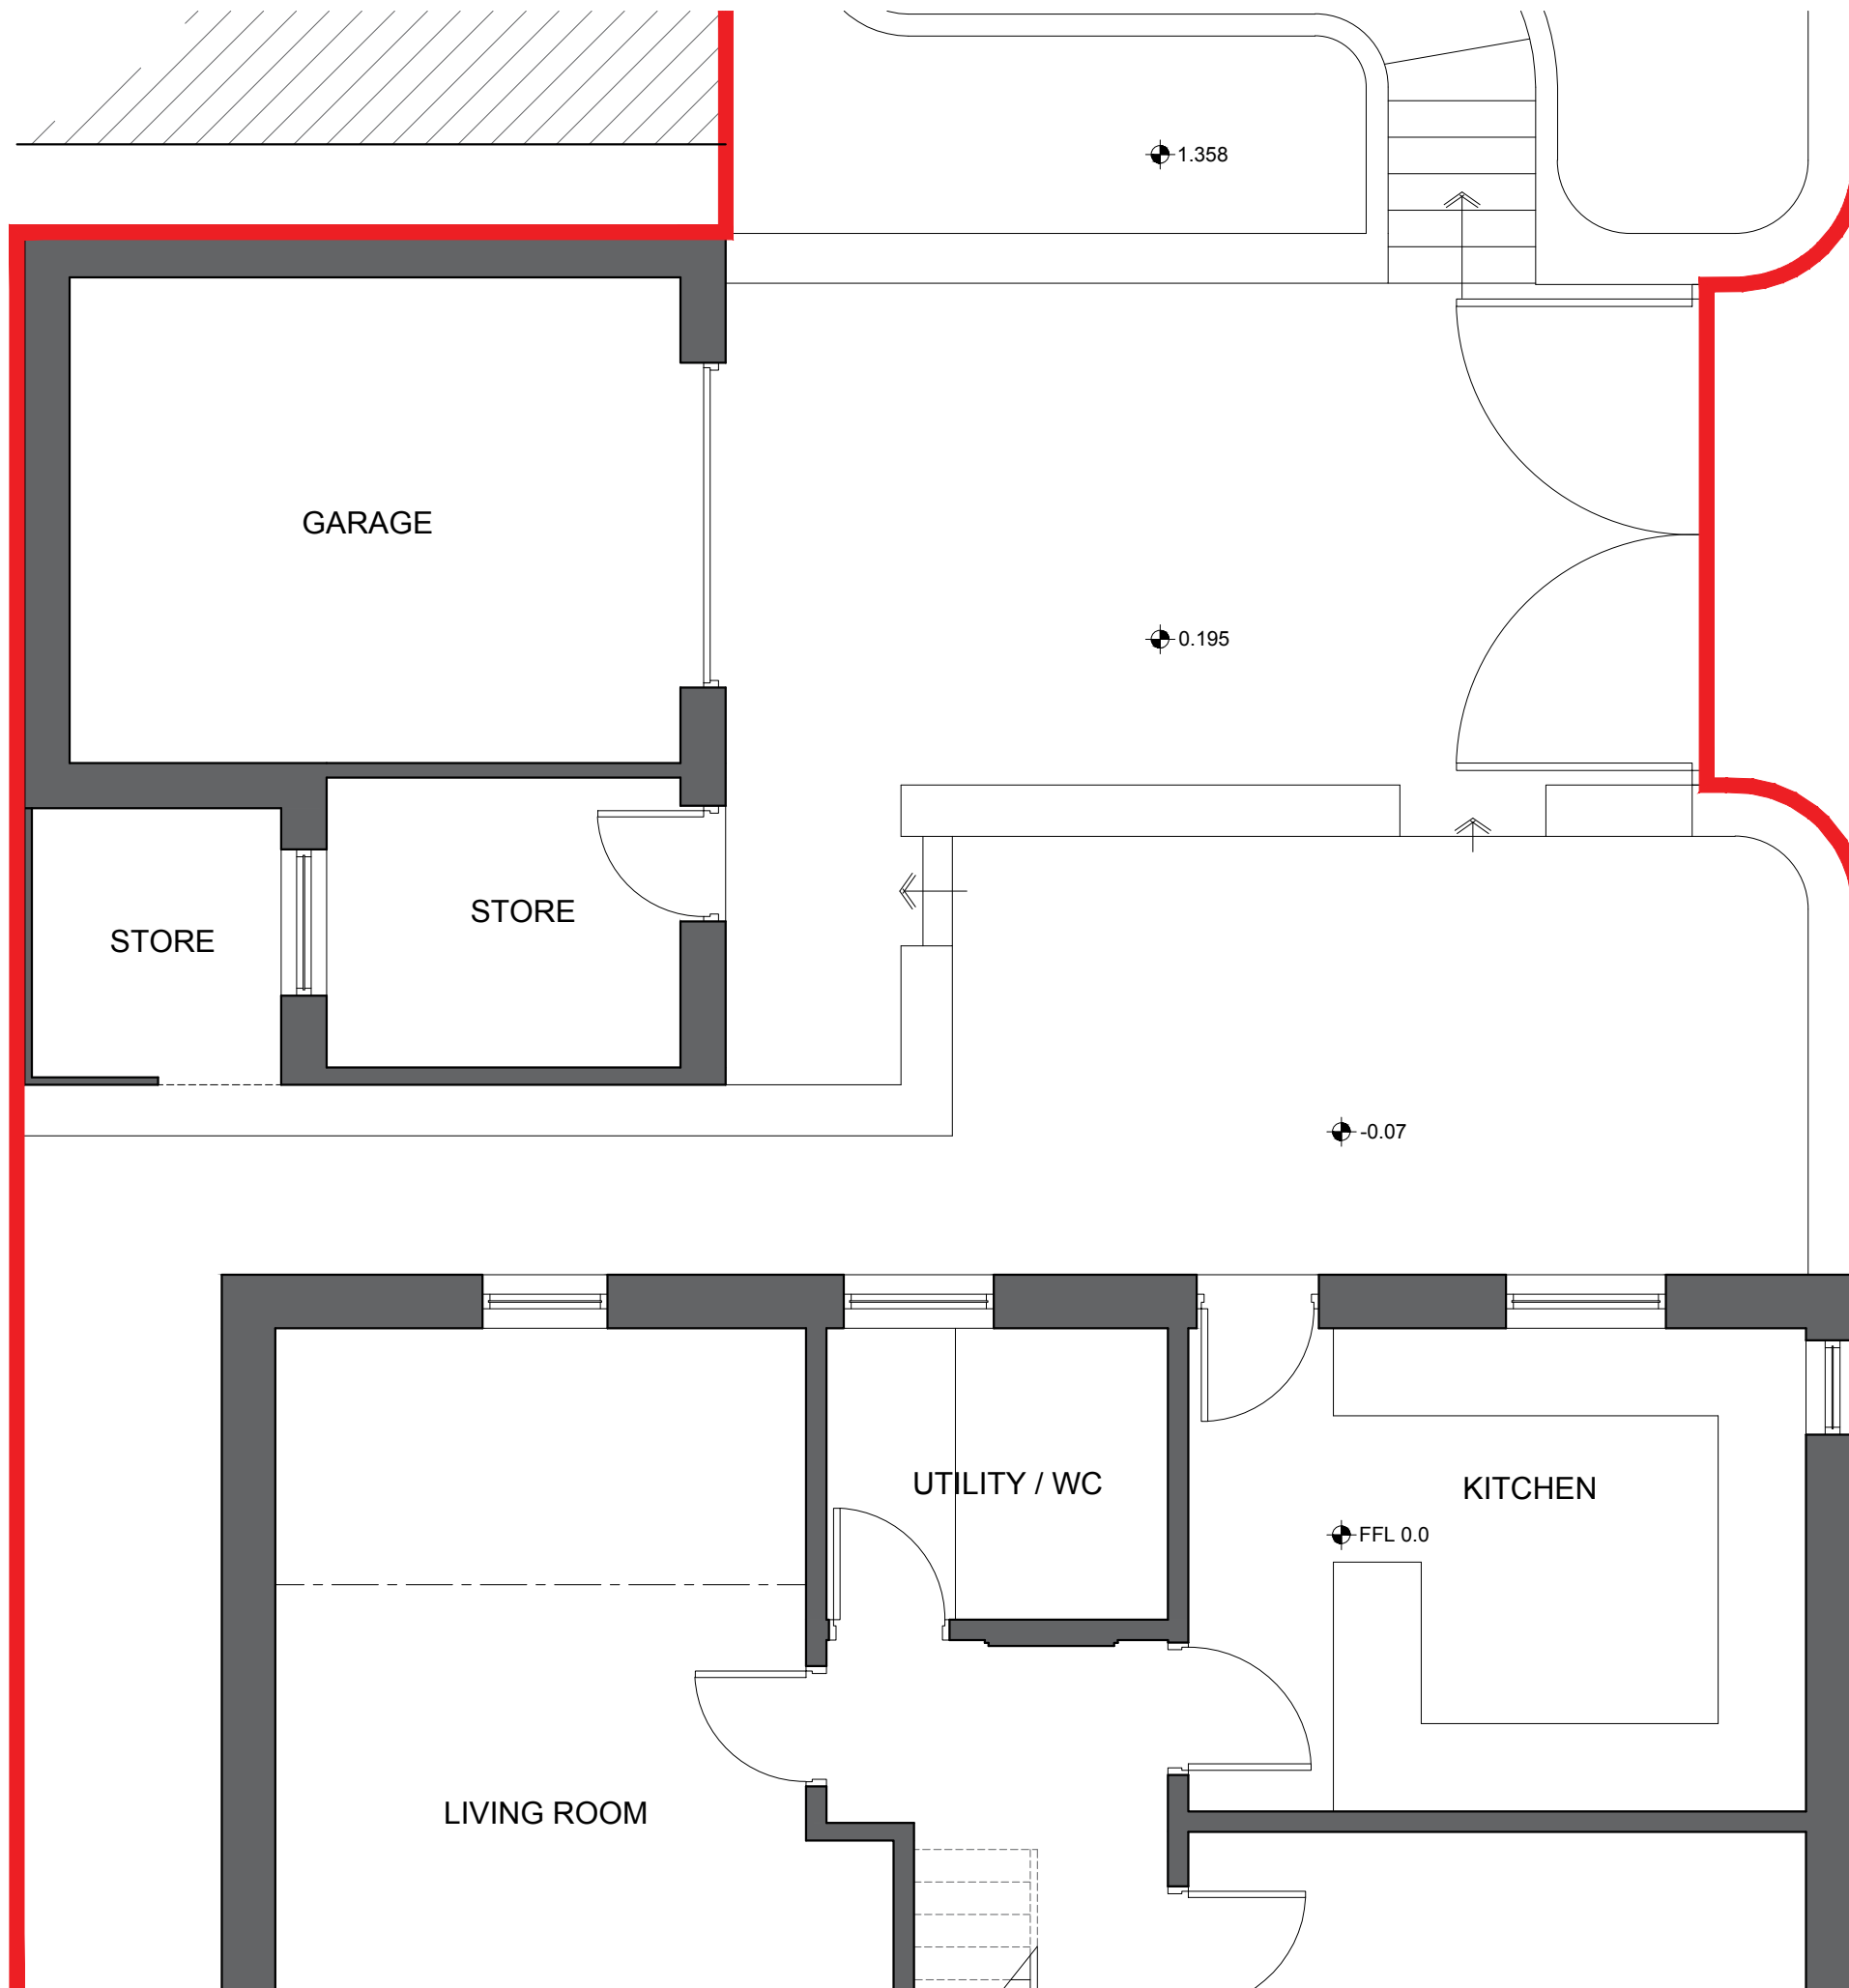 1.358
GARAGE
0.195
STORE
STORE
-0.07
UTILITY / WC
KITCHEN
FFL 0.0
LIVING ROOM